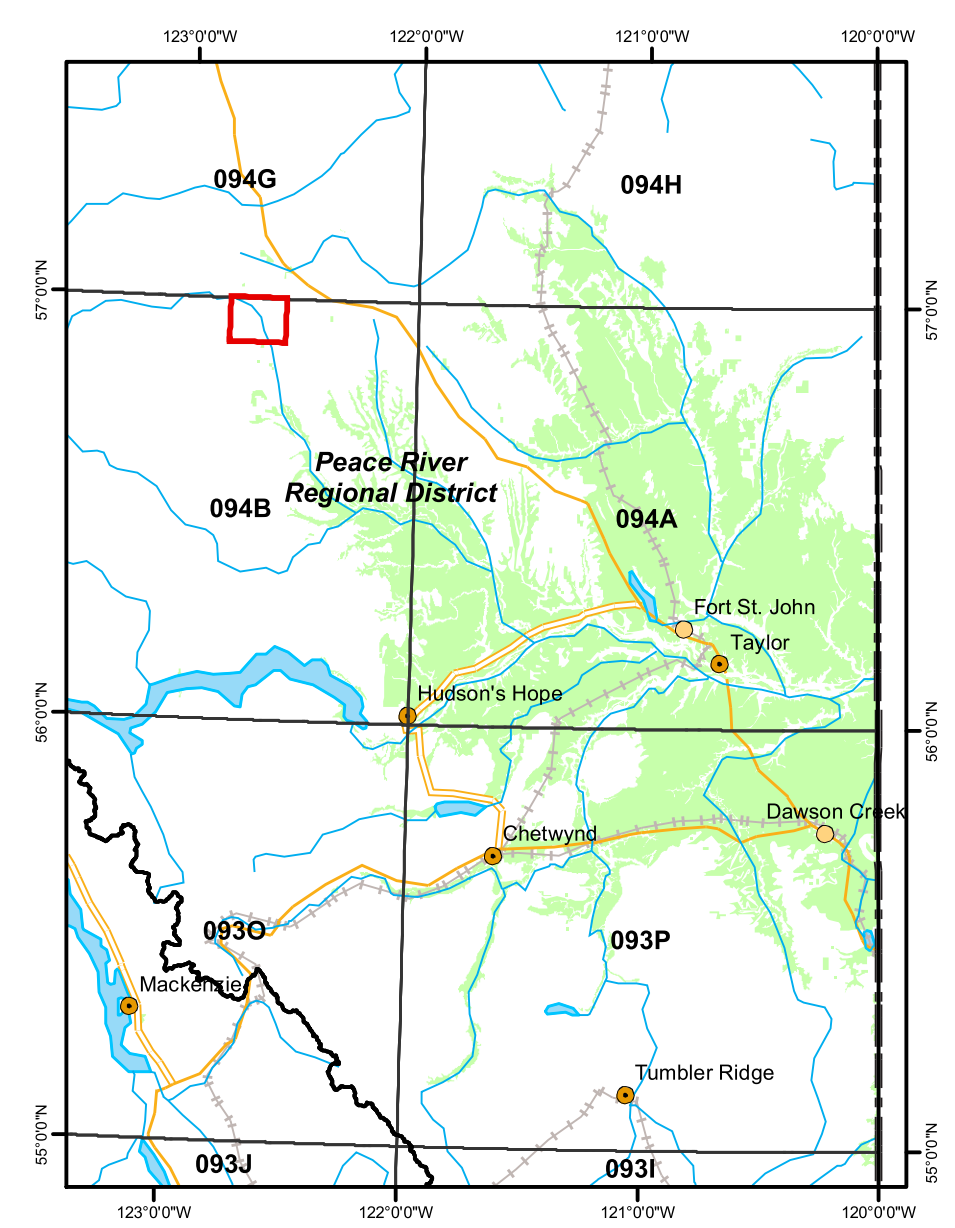 123°0'0"W
122°0'0"W
121°0'0"W
120°0'0"W
094G
094H
57°0'0"N
57°0'0"N
Peace River
Regional District
094B
094A
Fort St. John
Taylor
Hudson's Hope
56°0'0"N
56°0'0"N
Dawson Creek
Chetwynd
093O
093P
Mackenzie
Tumbler Ridge
55°0'0"N
55°0'0"N
093J
093I
123°0'0"W
122°0'0"W
121°0'0"W
120°0'0"W